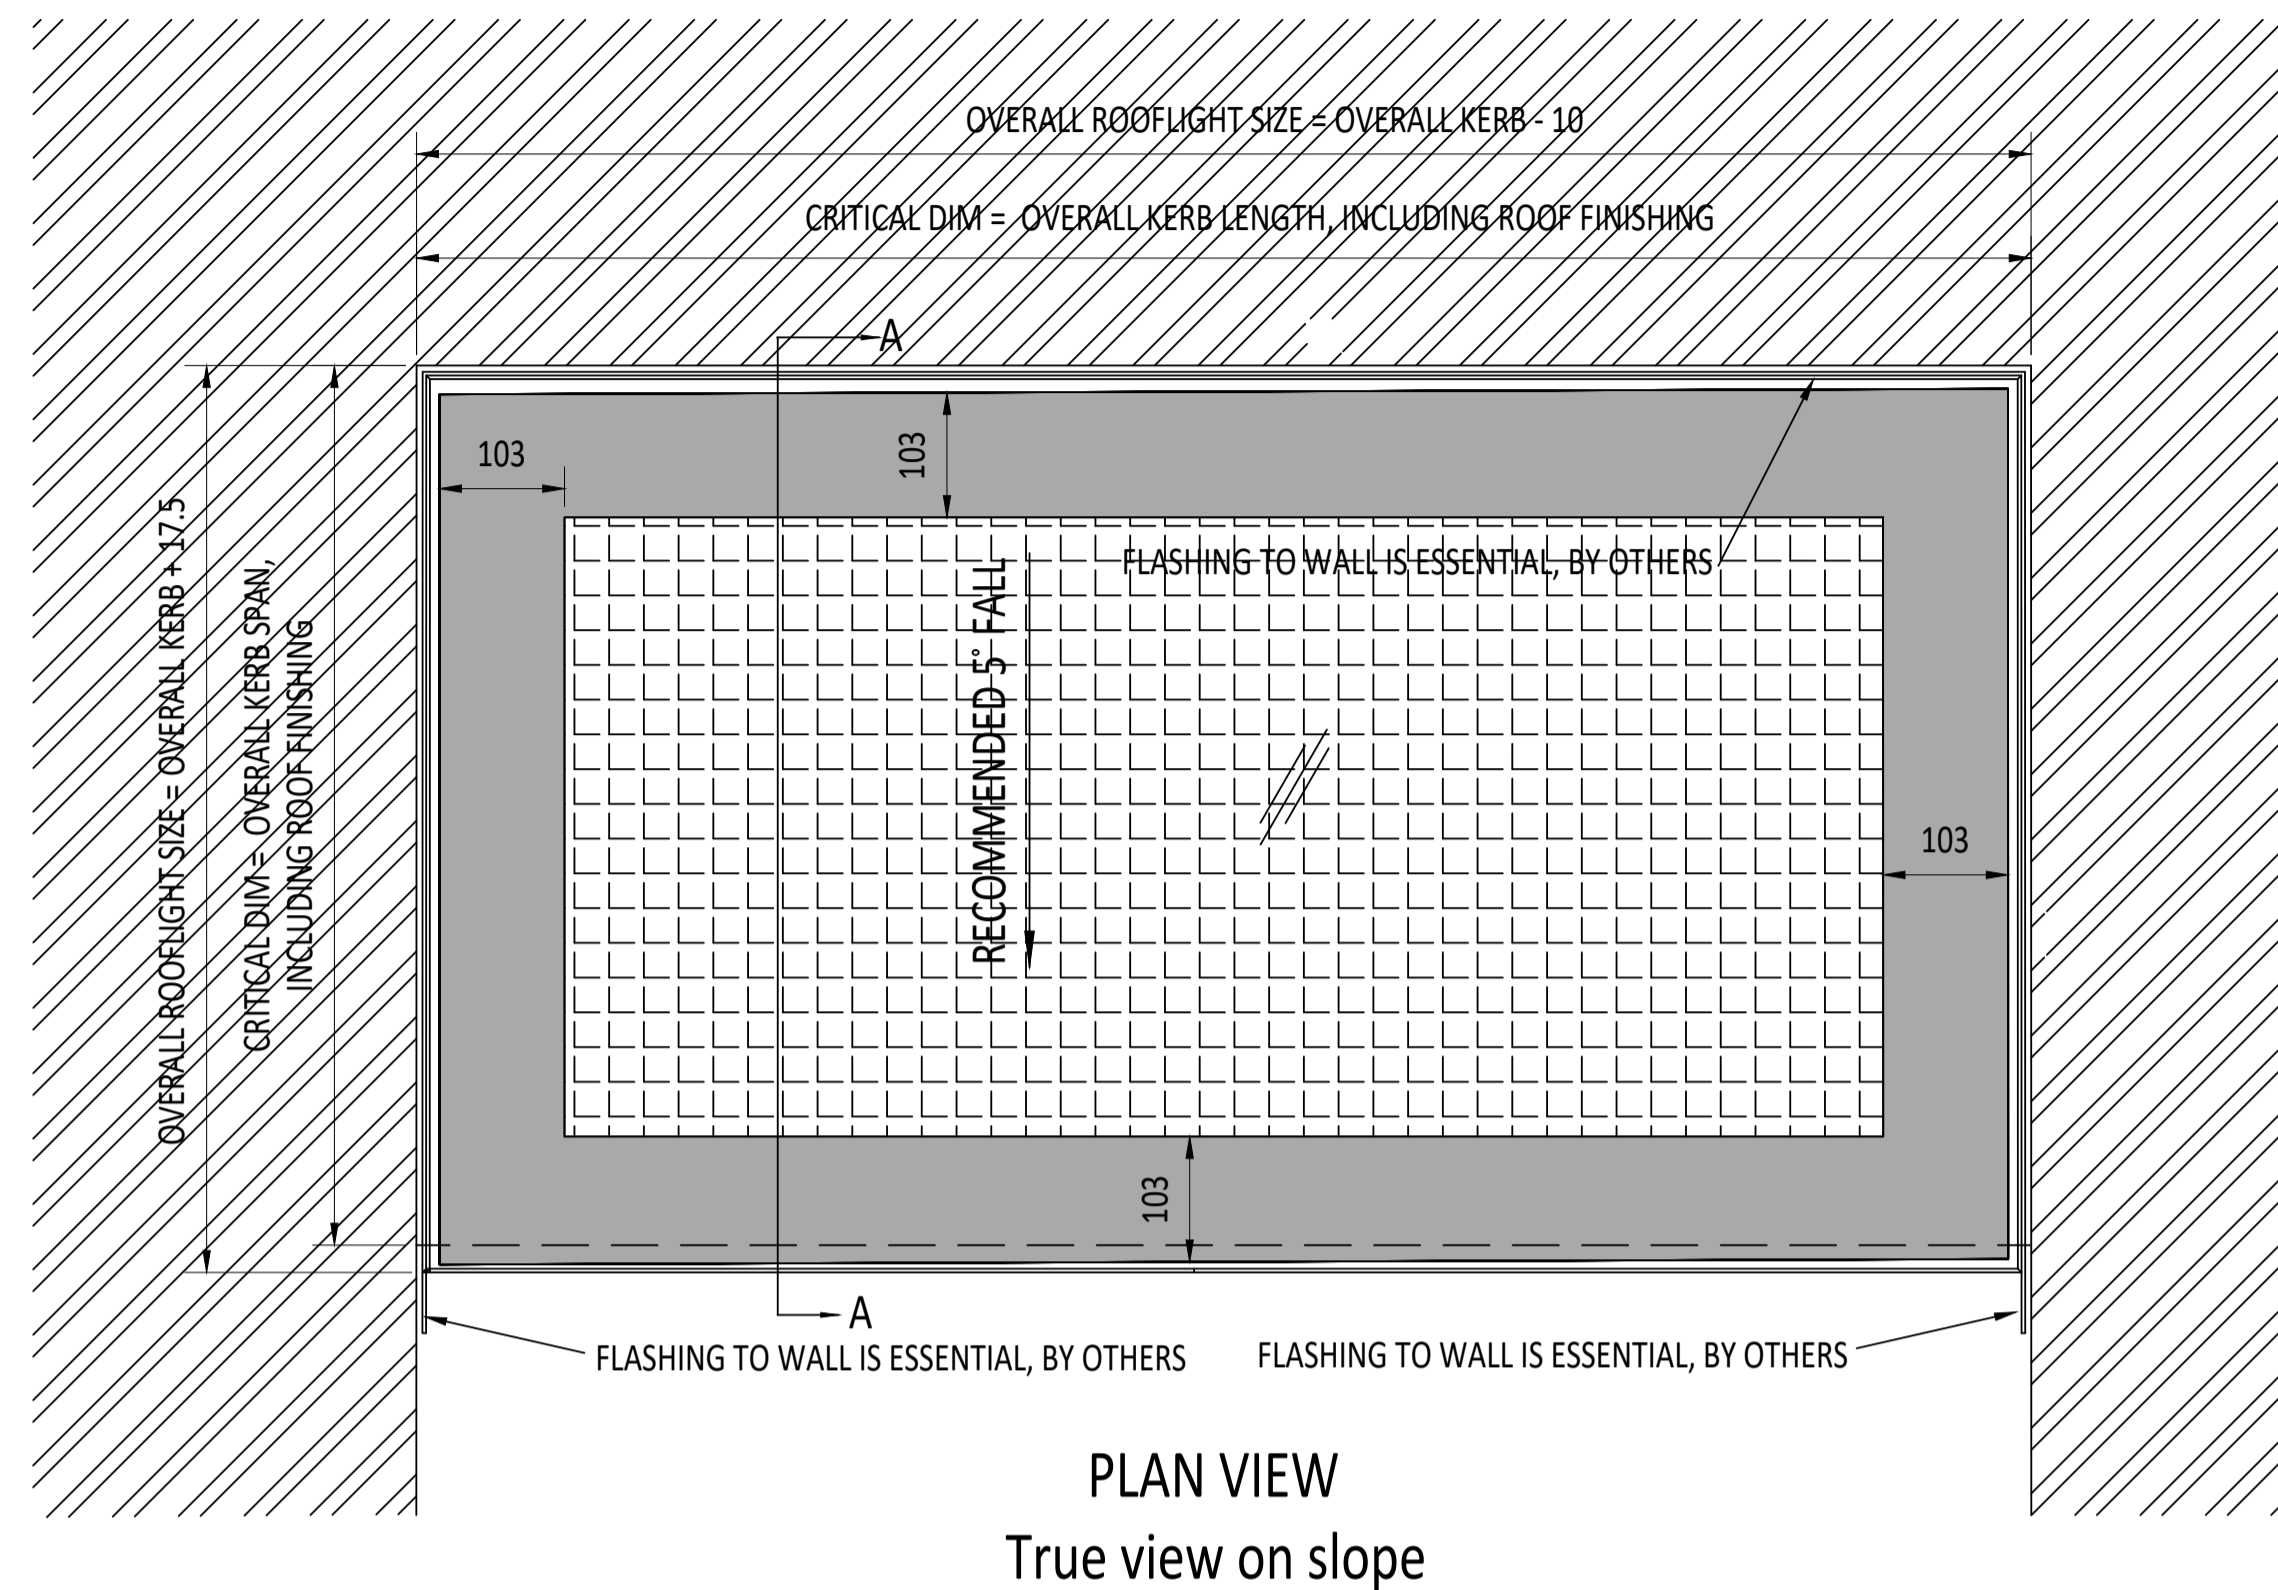 OVERALL ROOFLIGHT SIZE = OVERALL KERB - 10
CRITICAL DIM = OVERALL KERB LENGTH, INCLUDING ROOF FINISHING
A
103
103
OVERALL ROOFLIGHT SIZE = OVERALL KERB + 17.5
CRITICAL DIM = OVERALL KERB SPAN,
INCLUDING ROOF FINISHING
FLASHING TO WALL IS ESSENTIAL, BY OTHERS
RECOMMENDED 5° FALL
103
103
A
FLASHING TO WALL IS ESSENTIAL, BY OTHERS
FLASHING TO WALL IS ESSENTIAL, BY OTHERS
PLAN VIEW
True view on slope